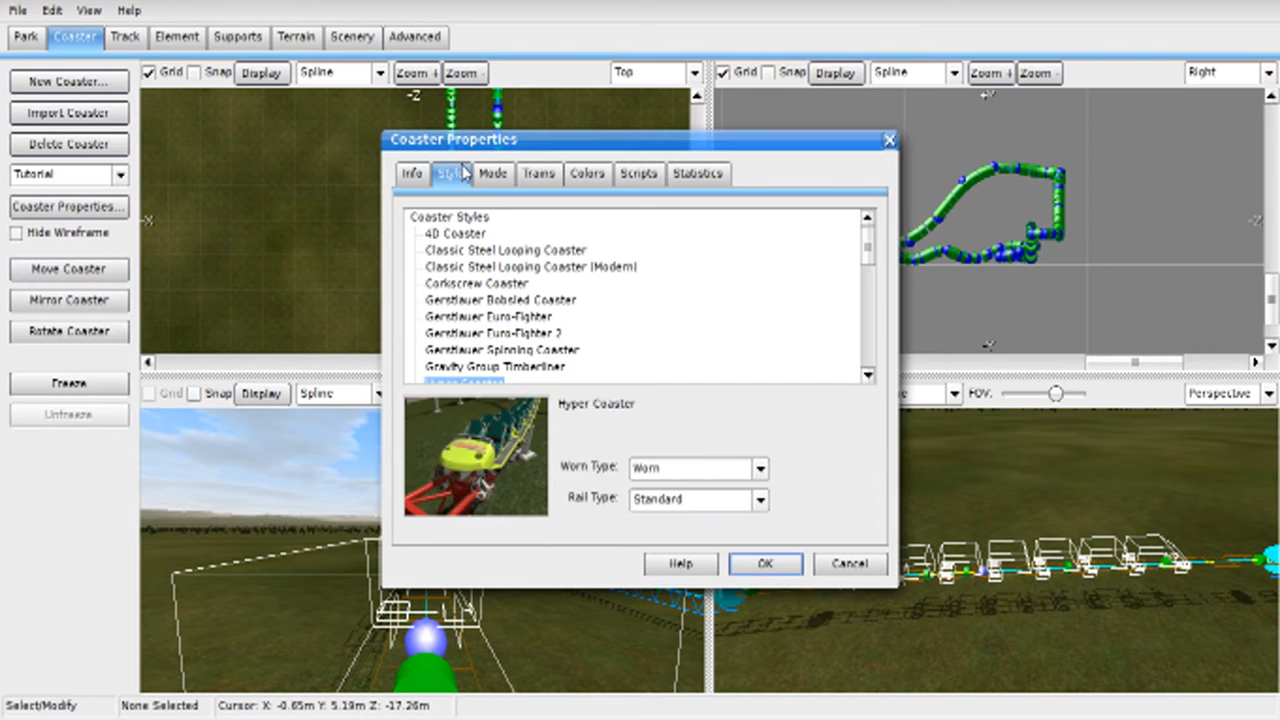 File Edit View Help
Park Coaster Track Element Supports Terrain Scenery Advanced
New Coaster...
Import Coaster
Delete Coaster
Tutorial
Coaster Properties...
Hide Wireframe
Move Coaster
Mirror Coaster
Rotate Coaster
Freeze
Unfreeze
Grid Snap Display Spline Zoom + Zoom - Top
-Z
-X
Grid Snap Display Spline Zoom + Zoom - Right
+Y
-Z
-Y
Coaster Properties
Info Style Mode Trains Colors Scripts Statistics
Coaster Styles
4D Coaster
Classic Steel Looping Coaster
Classic Steel Looping Coaster (Modern)
Corkscrew Coaster
Gerstlauer Bobsled Coaster
Gerstlauer Euro-Fighter
Gerstlauer Euro-Fighter 2
Gerstlauer Spinning Coaster
Gravity Group Timberliner
Hyper Coaster
Hyper Coaster
Worn Type: Worn
Rail Type: Standard
Help OK Cancel
Grid Snap Display Spline
FOV: Perspective
Select/Modify None Selected Cursor: X: -0.65m Y: 5.19m Z: -17.26m